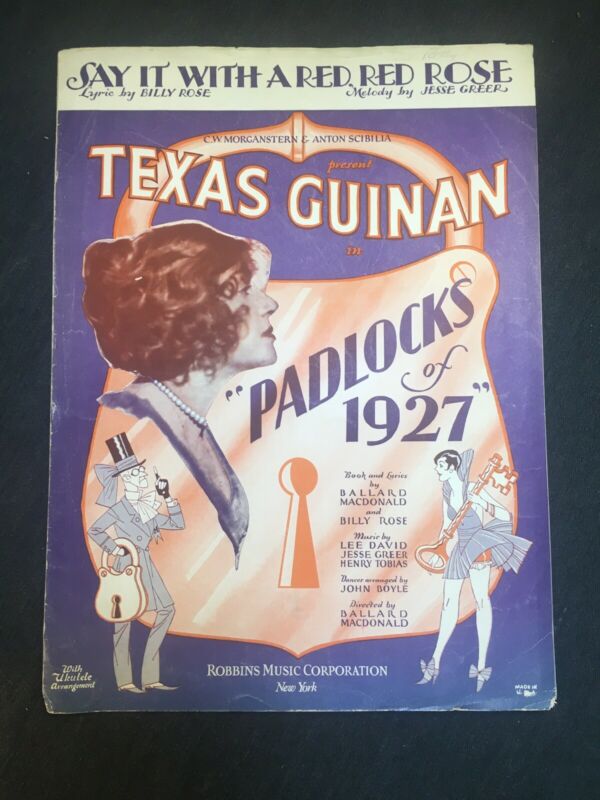 SAY IT WITH A RED, RED ROSE
Lyric by BILLY ROSE
Melody by JESSE GREER
C.W. MORGANSTERN & ANTON SCIBILIA
present
TEXAS GUINAN
in
"PADLOCKS
of
1927"
Book and Lyrics
by
BALLARD
MACDONALD
and
BILLY ROSE
Music by
LEE DAVID
JESSE GREER
HENRY TOBIAS
Dances arranged by
JOHN BOYLE
Directed by
BALLARD
MACDONALD
With
Ukulele
Arrangement
ROBBINS MUSIC CORPORATION
New York
MADE IN
U.